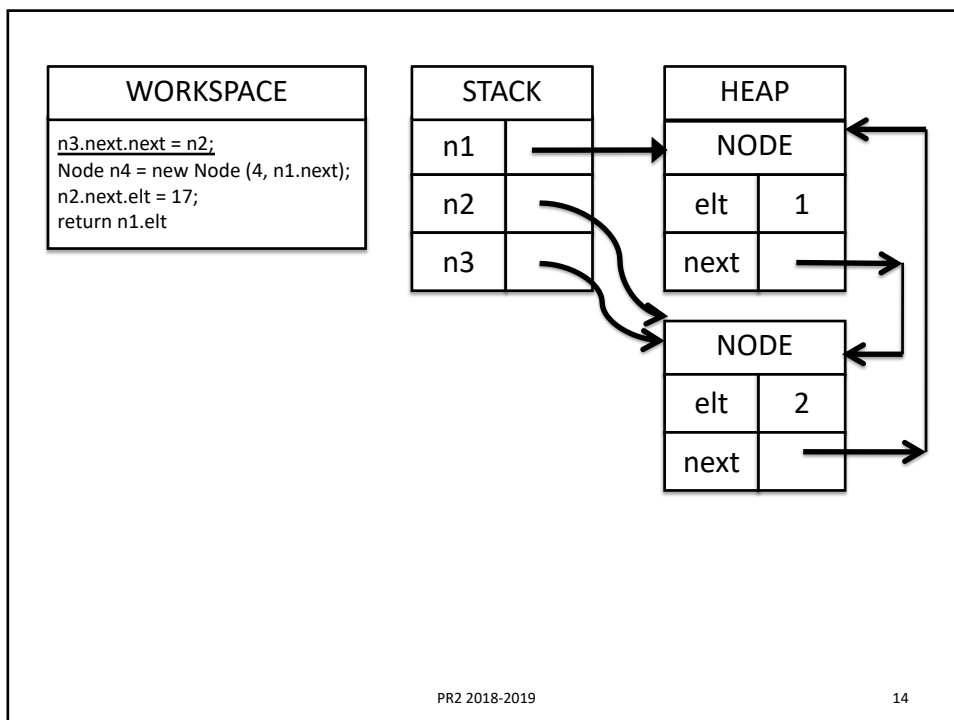 WORKSPACE
n3.next.next = n2;
Node n4 = new Node (4, n1.next);
n2.next.elt = 17;
return n1.elt
STACK
n1
n2
n3
HEAP
NODE
elt 1
next
NODE
elt 2
next
PR2 2018-2019
14